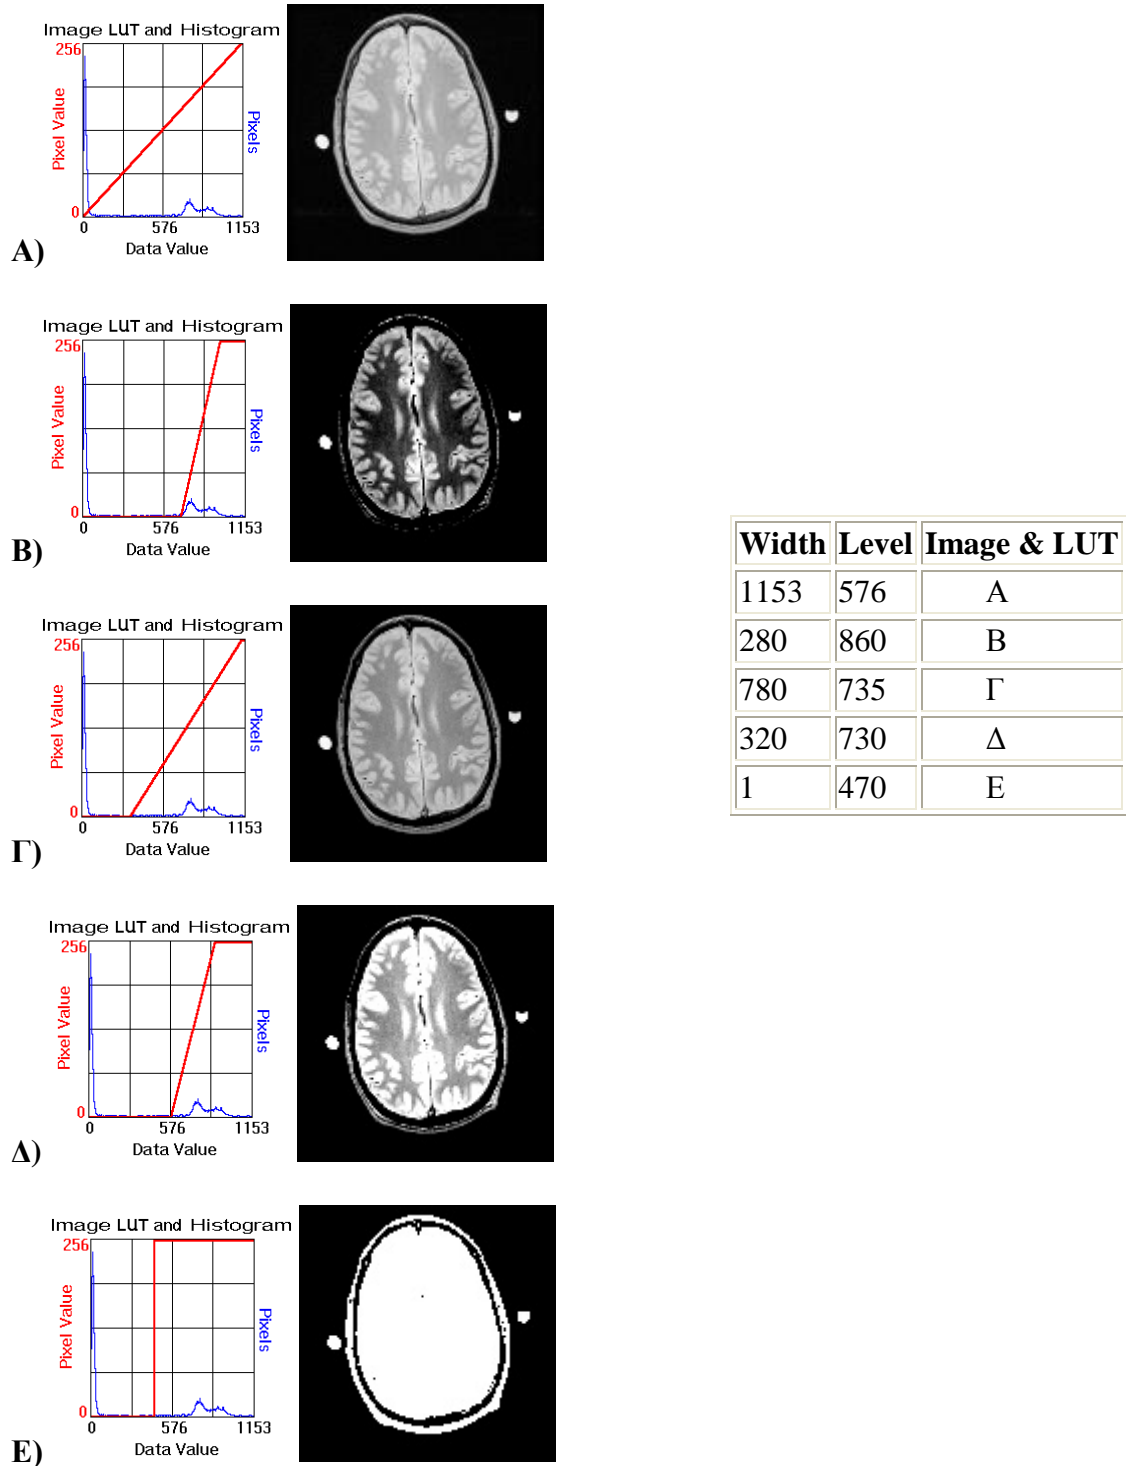 Image LUT and Histogram
256
Pixel Value
Pixels
0
0 576 1153
Data Value
Α)
Image LUT and Histogram
256
Pixel Value
Pixels
0
0 576 1153
Data Value
Β)
Image LUT and Histogram
256
Pixel Value
Pixels
0
0 576 1153
Data Value
Γ)
Image LUT and Histogram
256
Pixel Value
Pixels
0
0 576 1153
Data Value
Δ)
Image LUT and Histogram
256
Pixel Value
Pixels
0
0 576 1153
Data Value
Ε)
Width Level Image & LUT
1153 576 Α
280 860 Β
780 735 Γ
320 730 Δ
1 470 Ε